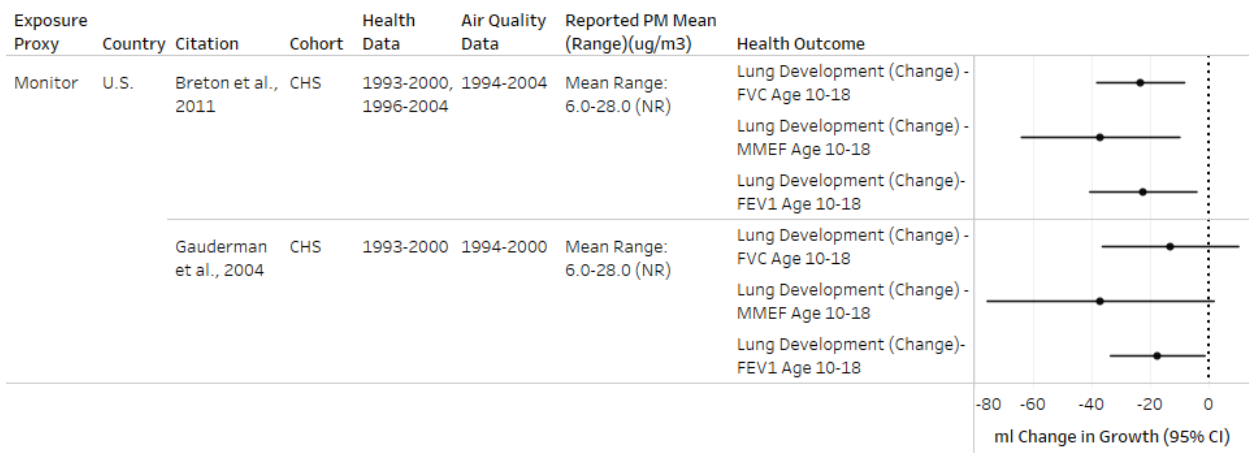 Exposure Proxy Country Citation Cohort Health Data Air Quality Data Reported PM Mean (Range)(ug/m3) Health Outcome
Monitor U.S. Breton et al., 2011 CHS 1993-2000, 1996-2004 1994-2004 Mean Range: 6.0-28.0 (NR)
Lung Development (Change) -
FVC Age 10-18
Lung Development (Change) -
MMEF Age 10-18
Lung Development (Change)-
FEV1 Age 10-18
Gauderman et al., 2004 CHS 1993-2000 1994-2000 Mean Range: 6.0-28.0 (NR)
Lung Development (Change) -
FVC Age 10-18
Lung Development (Change) -
MMEF Age 10-18
Lung Development (Change)-
FEV1 Age 10-18
-80 -60 -40 -20 0
ml Change in Growth (95% CI)